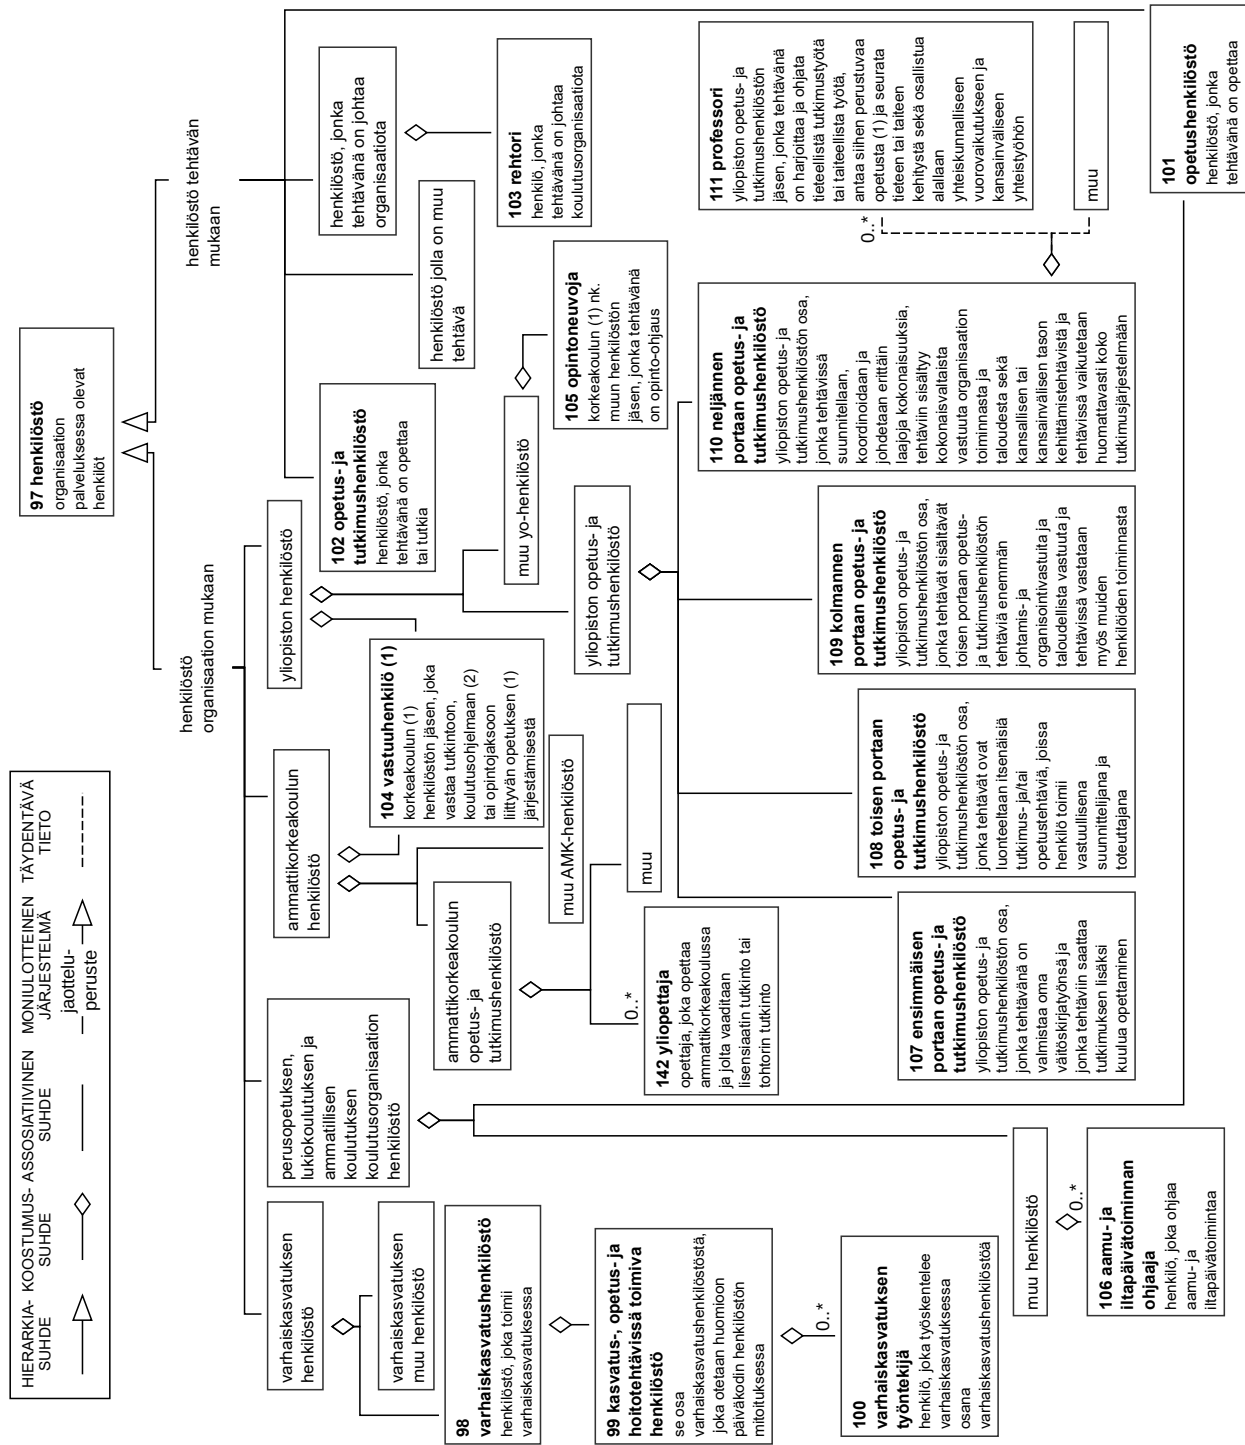 HIERARKIA-
SUHDE
KOOSTUMUS-
SUHDE
ASSOSIATIIVINEN
SUHDE
MONIULOTTEINEN
JÄRJESTELMÄ
jaottelu-
peruste
TÄYDENTÄVÄ
TIETO
97 henkilöstö
organisaation
palveluksessa olevat
henkilöt
henkilöstö
organisaation mukaan
henkilöstö tehtävän
mukaan
varhaiskasvatuksen
henkilöstö
varhaiskasvatuksen
muu henkilöstö
98
varhaiskasvatushenkilöstö
henkilöstö, joka toimii
varhaiskasvatuksessa
99 kasvatus-, opetus- ja
hoitotehtävissä toimiva
henkilöstö
se osa
varhaiskasvatushenkilöstöstä,
joka otetaan huomioon
päiväkodin henkilöstön
mitoituksessa
0..*
100
varhaiskasvatuksen
työntekijä
henkilö, joka työskentelee
varhaiskasvatuksessa
osana
varhaiskasvatushenkilöstöä
perusopetuksen,
lukiokoulutuksen ja
ammatillisen
koulutuksen
koulutusorganisaation
henkilöstö
muu henkilöstö
0..*
106 aamu- ja
iltapäivätoiminnan
ohjaaja
henkilö, joka ohjaa
aamu- ja
iltapäivätoimintaa
ammattikorkeakoulun
henkilöstö
ammattikorkeakoulun
opetus- ja
tutkimushenkilöstö
muu AMK-henkilöstö
0..*
142 yliopettaja
opettaja, joka opettaa
ammattikorkeakoulussa
ja jolta vaaditaan
lisensiaatin tutkinto tai
tohtorin tutkinto
muu
104 vastuuhenkilö (1)
korkeakoulun (1)
henkilöstön jäsen, joka
vastaa tutkintoon,
koulutusohjelmaan (2)
tai opintojaksoon
liittyvän opetuksen (1)
järjestämisestä
yliopiston henkilöstö
muu yo-henkilöstö
105 opintoneuvoja
korkeakoulun (1) nk.
muun henkilöstön
jäsen, jonka tehtävänä
on opinto-ohjaus
yliopiston opetus- ja
tutkimushenkilöstö
107 ensimmäisen
portaan opetus- ja
tutkimushenkilöstö
yliopiston opetus- ja
tutkimushenkilöstön osa,
jonka tehtävänä on
valmistaa oma
väitöskirjatyönsä ja
jonka tehtäviin saattaa
tutkimuksen lisäksi
kuulua opettaminen
108 toisen portaan
opetus- ja
tutkimushenkilöstö
yliopiston opetus- ja
tutkimushenkilöstön osa,
jonka tehtävät ovat
luonteeltaan itsenäisiä
tutkimus- ja/tai
opetustehtäviä, joissa
henkilö toimii
vastuullisena
suunnittelijana ja
toteuttajana
109 kolmannen
portaan opetus- ja
tutkimushenkilöstö
yliopiston opetus- ja
tutkimushenkilöstön osa,
jonka tehtävät sisältävät
toisen portaan opetus-
ja tutkimushenkilöstön
tehtäviä enemmän
johtamis- ja
organisointivastuita ja
taloudellista vastuuta ja
tehtävissä vastataan
myös muiden
henkilöiden toiminnasta
110 neljännen
portaan opetus- ja
tutkimushenkilöstö
yliopiston opetus- ja
tutkimushenkilöstön osa,
jonka tehtävissä
suunnitellaan,
koordinoidaan ja
johdetaan erittäin
laajoja kokonaisuuksia,
tehtäviin sisältyy
kokonaisvaltaista
vastuuta organisaation
toiminnasta ja
taloudesta sekä
kansallisen tai
kansainvälisen tason
kehittämistehtävistä ja
tehtävissä vaikutetaan
huomattavasti koko
tutkimusjärjestelmään
0..*
111 professori
yliopiston opetus- ja
tutkimushenkilöstön
jäsen, jonka tehtävänä
on harjoittaa ja ohjata
tieteellistä tutkimustyötä
tai taiteellista työtä,
antaa siihen perustuvaa
opetusta (1) ja seurata
tieteen tai taiteen
kehitystä sekä osallistua
alallaan
yhteiskunnalliseen
vuorovaikutukseen ja
kansainväliseen
yhteistyöhön
muu
102 opetus- ja
tutkimushenkilöstö
henkilöstö, jonka
tehtävänä on opettaa
tai tutkia
henkilöstö jolla on muu
tehtävä
henkilöstö, jonka
tehtävänä on johtaa
organisaatiota
103 rehtori
henkilö, jonka
tehtävänä on johtaa
koulutusorganisaatiota
101
opetushenkilöstö
henkilöstö, jonka
tehtävänä on opettaa